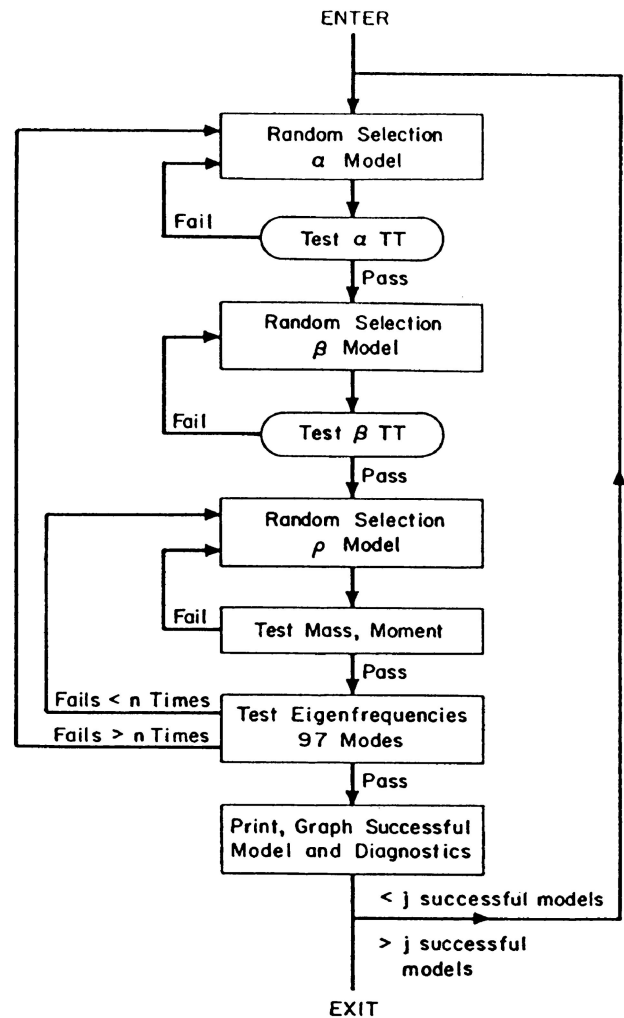 ENTER
Random Selection
α Model
Fail
Test α TT
Pass
Random Selection
β Model
Fail
Test β TT
Pass
Random Selection
ρ Model
Fail
Test Mass, Moment
Pass
Fails < n Times
Test Eigenfrequencies
Fails > n Times
97 Modes
Pass
Print, Graph Successful
Model and Diagnostics
< j successful models
> j successful
models
EXIT